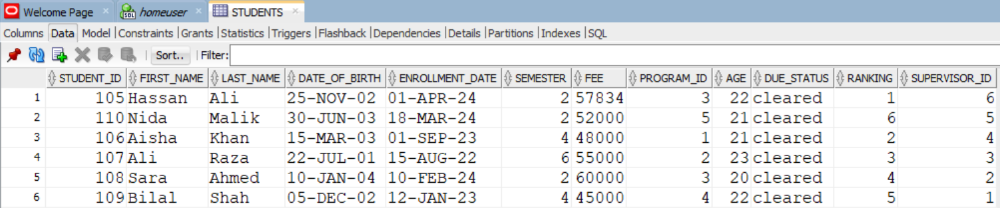 Welcome Page homeuser STUDENTS
Columns Data Model Constraints Grants Statistics Triggers Flashback Dependencies Details Partitions Indexes SQL
Sort.. Filter:
STUDENT_ID FIRST_NAME LAST_NAME DATE_OF_BIRTH ENROLLMENT_DATE SEMESTER FEE PROGRAM_ID AGE DUE_STATUS RANKING SUPERVISOR_ID
1 105 Hassan Ali 25-NOV-02 01-APR-24 2 57834 3 22 cleared 1 6
2 110 Nida Malik 30-JUN-03 18-MAR-24 2 52000 5 21 cleared 6 5
3 106 Aisha Khan 15-MAR-03 01-SEP-23 4 48000 1 21 cleared 2 4
4 107 Ali Raza 22-JUL-01 15-AUG-22 6 55000 2 23 cleared 3 3
5 108 Sara Ahmed 10-JAN-04 10-FEB-24 2 60000 3 20 cleared 4 2
6 109 Bilal Shah 05-DEC-02 12-JAN-23 4 45000 4 22 cleared 5 1